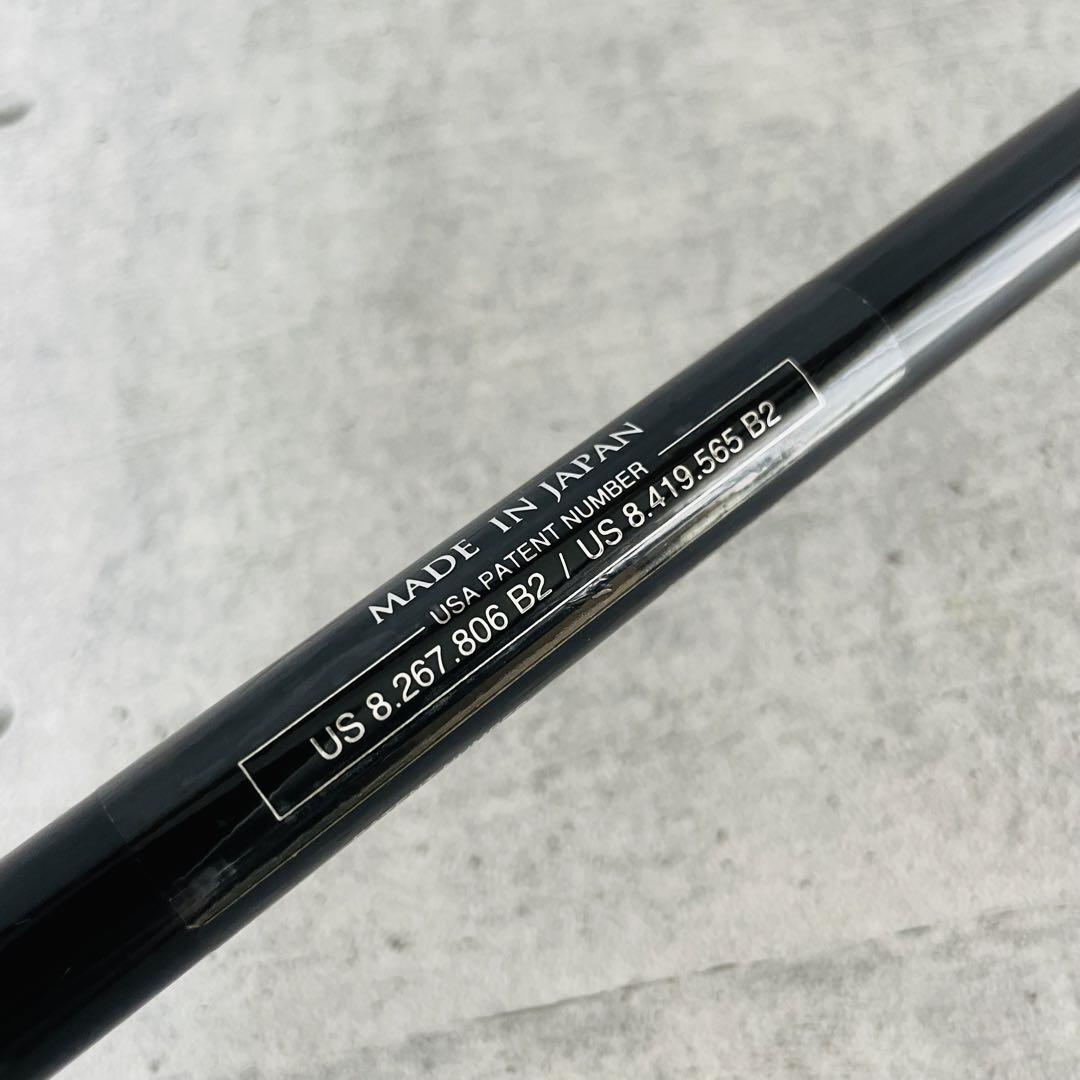 MADE IN JAPAN
USA PATENT NUMBER
US 8.267.806 B2 / US 8.419.565 B2